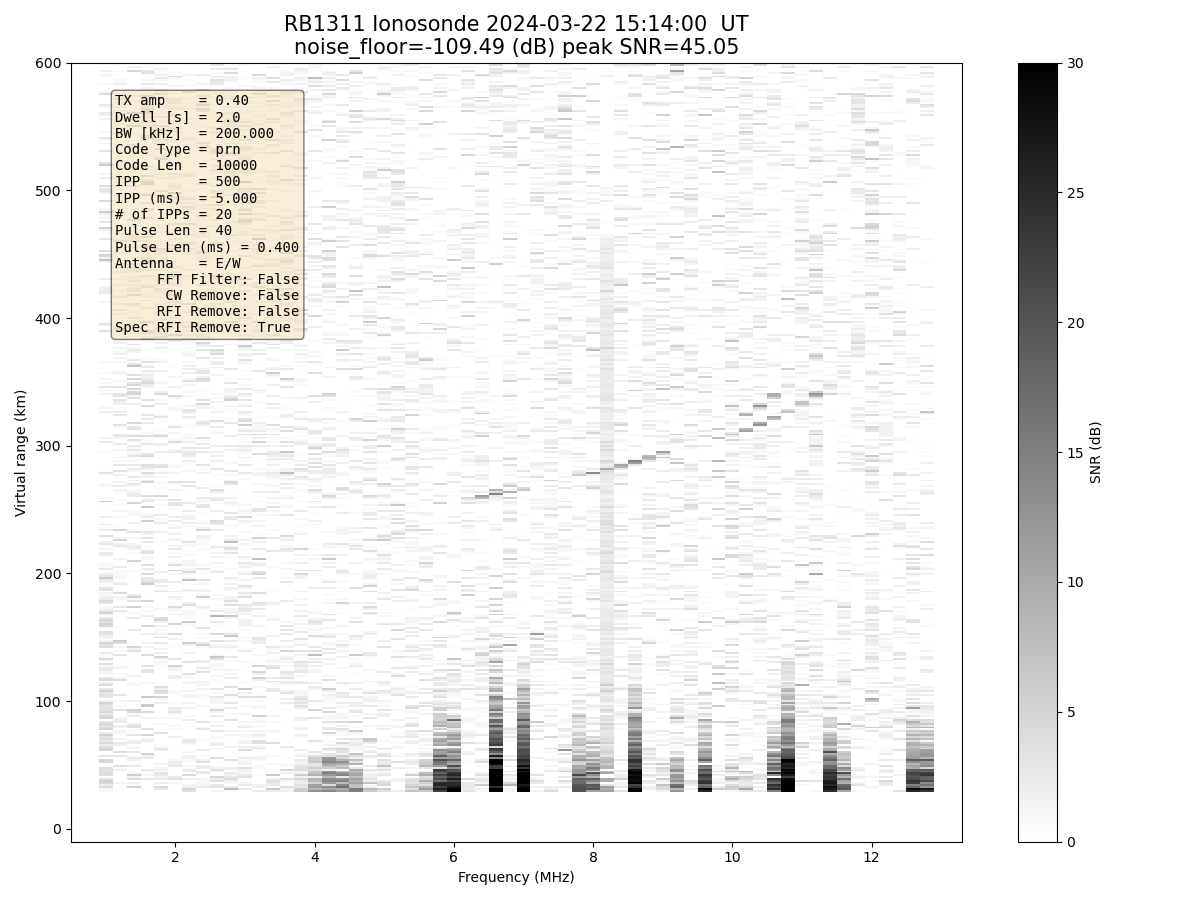 RB1311 Ionosonde 2024-03-22 15:14:00  UT
noise_floor=-109.49 (dB) peak SNR=45.05
600
500
400
300
200
100
0
Virtual range (km)
TX amp    = 0.40
Dwell [s] = 2.0
BW [kHz]  = 200.000
Code Type = prn
Code Len  = 10000
IPP       = 500
IPP (ms)  = 5.000
# of IPPs = 20
Pulse Len = 40
Pulse Len (ms) = 0.400
Antenna   = E/W
FFT Filter: False
CW Remove: False
RFI Remove: False
Spec RFI Remove: True
2 4 6 8 10 12
Frequency (MHz)
30
25
20
15
10
5
0
SNR (dB)